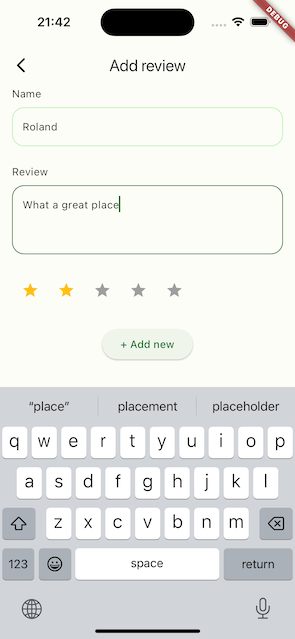 21:42
DEBUG
Add review
Name
Roland
Review
What a great place
+ Add new
“place” placement placeholder
q w e r t y u i o p
a s d f g h j k l
z x c v b n m
123 space return